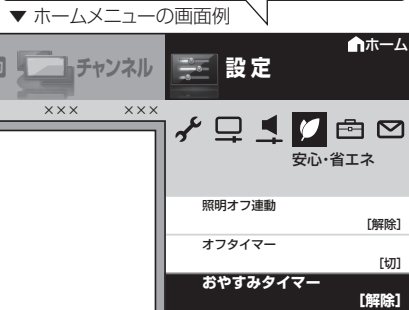 ▼ ホームメニューの画面例
ホーム
チャンネル
設定
××× ×××
安心・省エネ
照明オフ連動
[解除]
オフタイマー
[切]
おやすみタイマー
[解除]